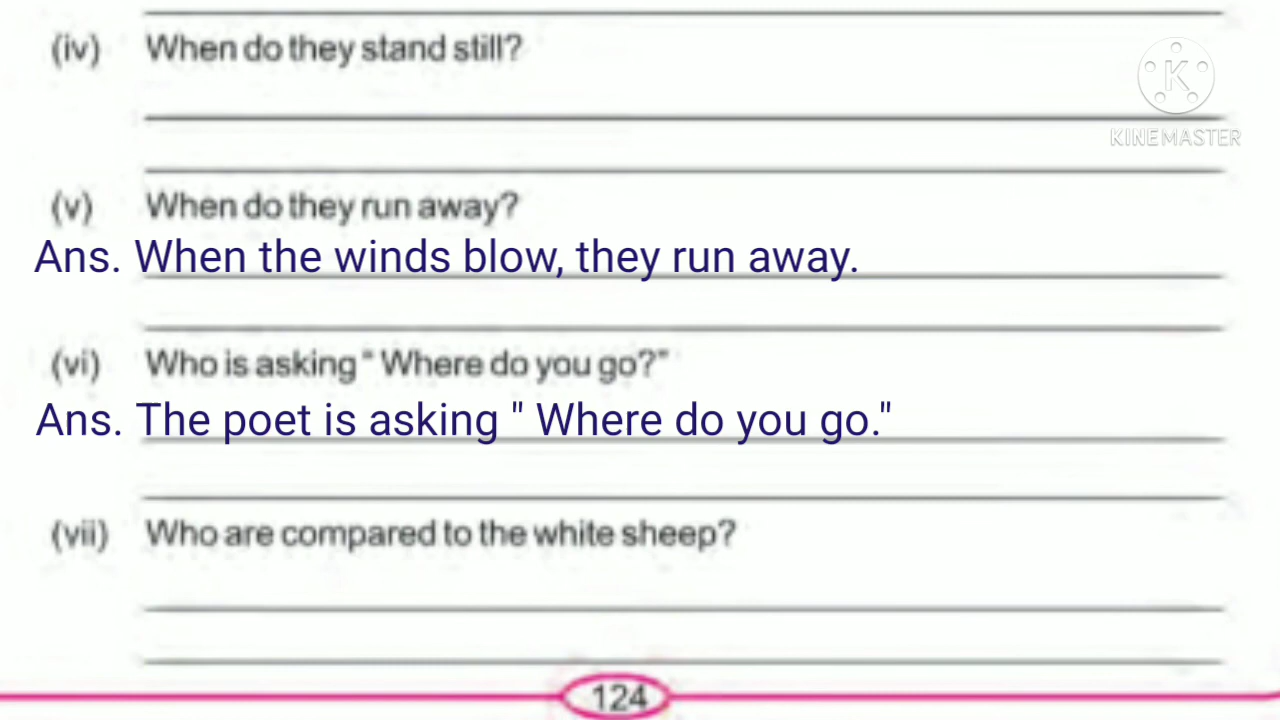 (iv) When do they stand still?
KINEMASTER
(v) When do they run away?
Ans. When the winds blow, they run away.
(vi) Who is asking “ Where do you go?”
Ans. The poet is asking " Where do you go."
(vii) Who are compared to the white sheep?
124